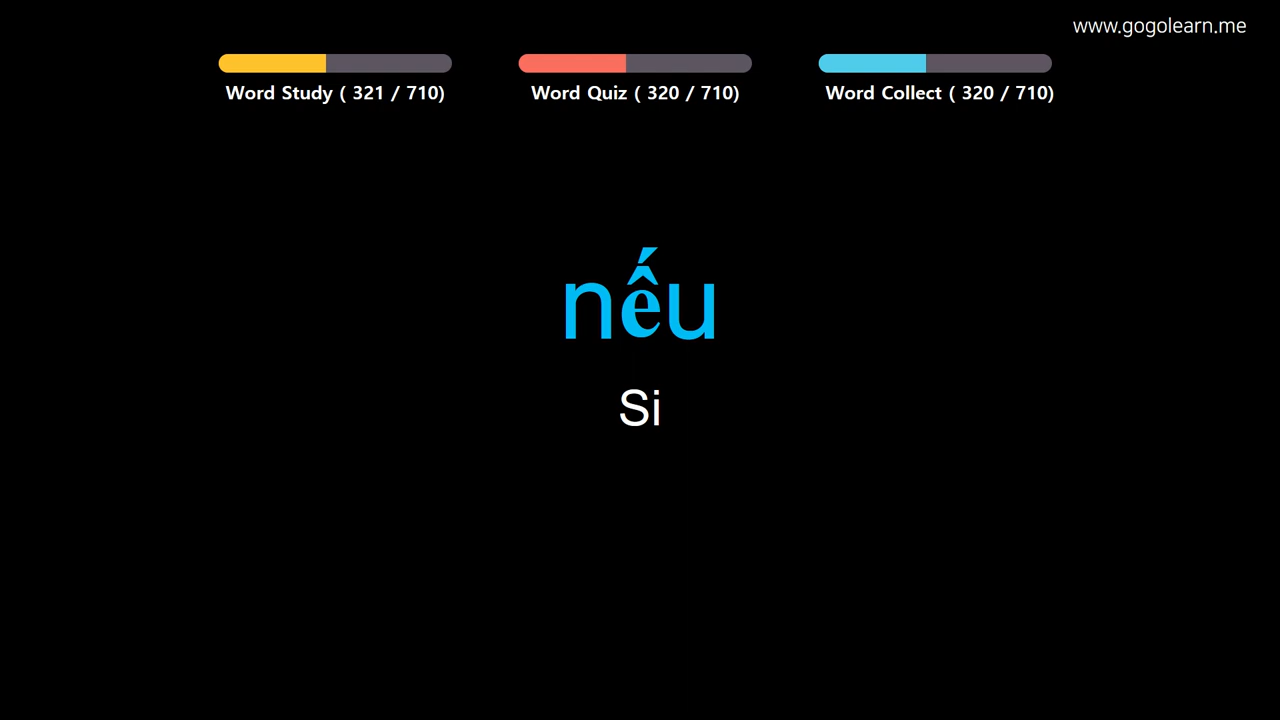 www.gogolearn.me
Word Study ( 321 / 710)
Word Quiz ( 320 / 710)
Word Collect ( 320 / 710)
nếu
Si